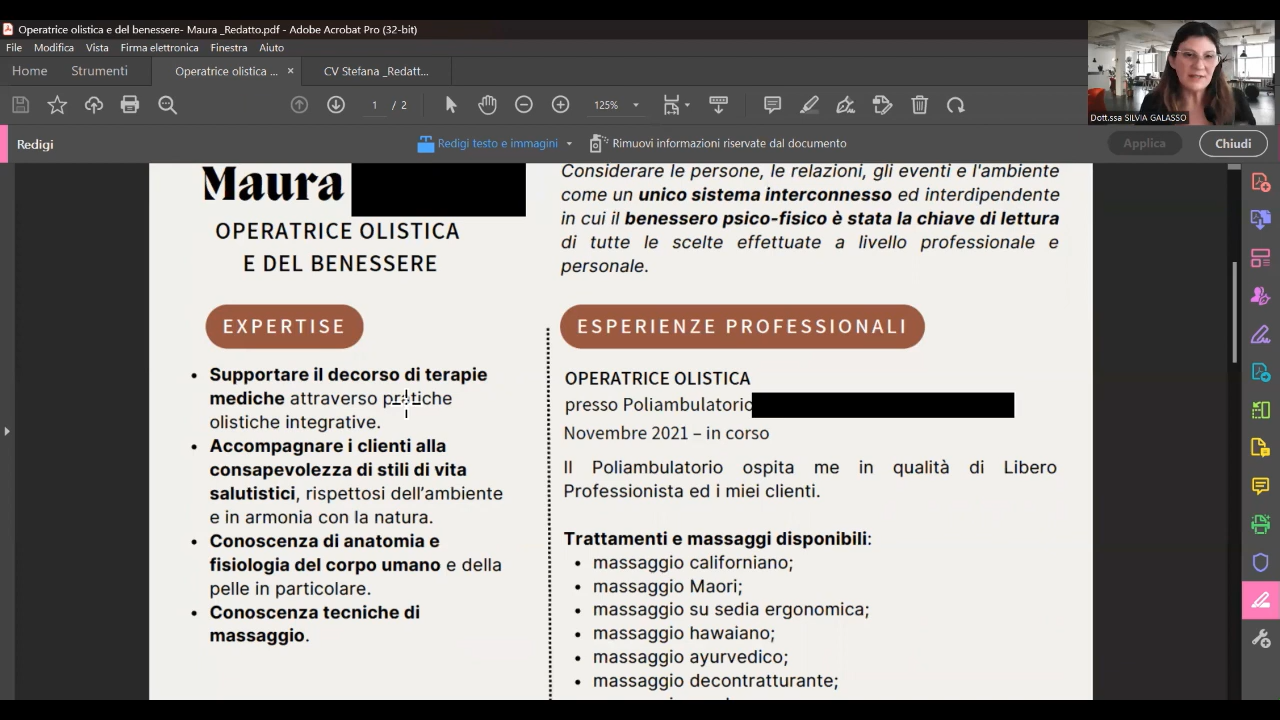 Operatrice olistica e del benessere- Maura _Redatto.pdf - Adobe Acrobat Pro (32-bit)
File Modifica Vista Firma elettronica Finestra Aiuto
Home Strumenti Operatrice olistica ... × CV Stefana _Redatt...
1 / 2 125%
Redigi Redigi testo e immagini Rimuovi informazioni riservate dal documento Applica Chiudi
Dott.ssa SILVIA GALASSO
Maura
OPERATRICE OLISTICA
E DEL BENESSERE
EXPERTISE
• Supportare il decorso di terapie
mediche attraverso pratiche
olistiche integrative.
• Accompagnare i clienti alla
consapevolezza di stili di vita
salutistici, rispettosi dell'ambiente
e in armonia con la natura.
• Conoscenza di anatomia e
fisiologia del corpo umano e della
pelle in particolare.
• Conoscenza tecniche di
massaggio.
Considerare le persone, le relazioni, gli eventi e l'ambiente
come un unico sistema interconnesso ed interdipendente
in cui il benessero psico-fisico è stata la chiave di lettura
di tutte le scelte effettuate a livello professionale e
personale.
ESPERIENZE PROFESSIONALI
OPERATRICE OLISTICA
presso Poliambulatorio
Novembre 2021 – in corso
Il Poliambulatorio ospita me in qualità di Libero
Professionista ed i miei clienti.
Trattamenti e massaggi disponibili:
• massaggio californiano;
• massaggio Maori;
• massaggio su sedia ergonomica;
• massaggio hawaiano;
• massaggio ayurvedico;
• massaggio decontratturante;